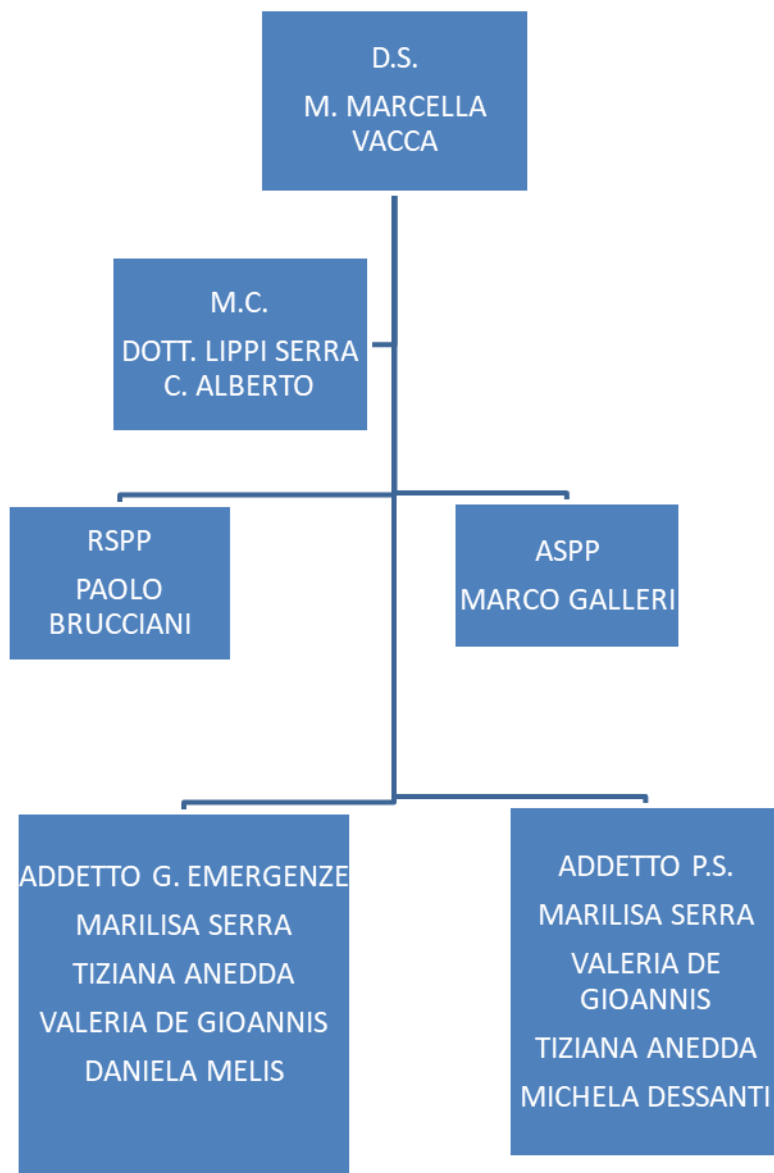 D.S.
M. MARCELLA
VACCA
M.C.
DOTT. LIPPI SERRA
C. ALBERTO
RSPP
PAOLO
BRUCCIANI
ASPP
MARCO GALLERI
ADDETTO G. EMERGENZE
MARILISA SERRA
TIZIANA ANEDDA
VALERIA DE GIOANNIS
DANIELA MELIS
ADDETTO P.S.
MARILISA SERRA
VALERIA DE
GIOANNIS
TIZIANA ANEDDA
MICHELA DESSANTI